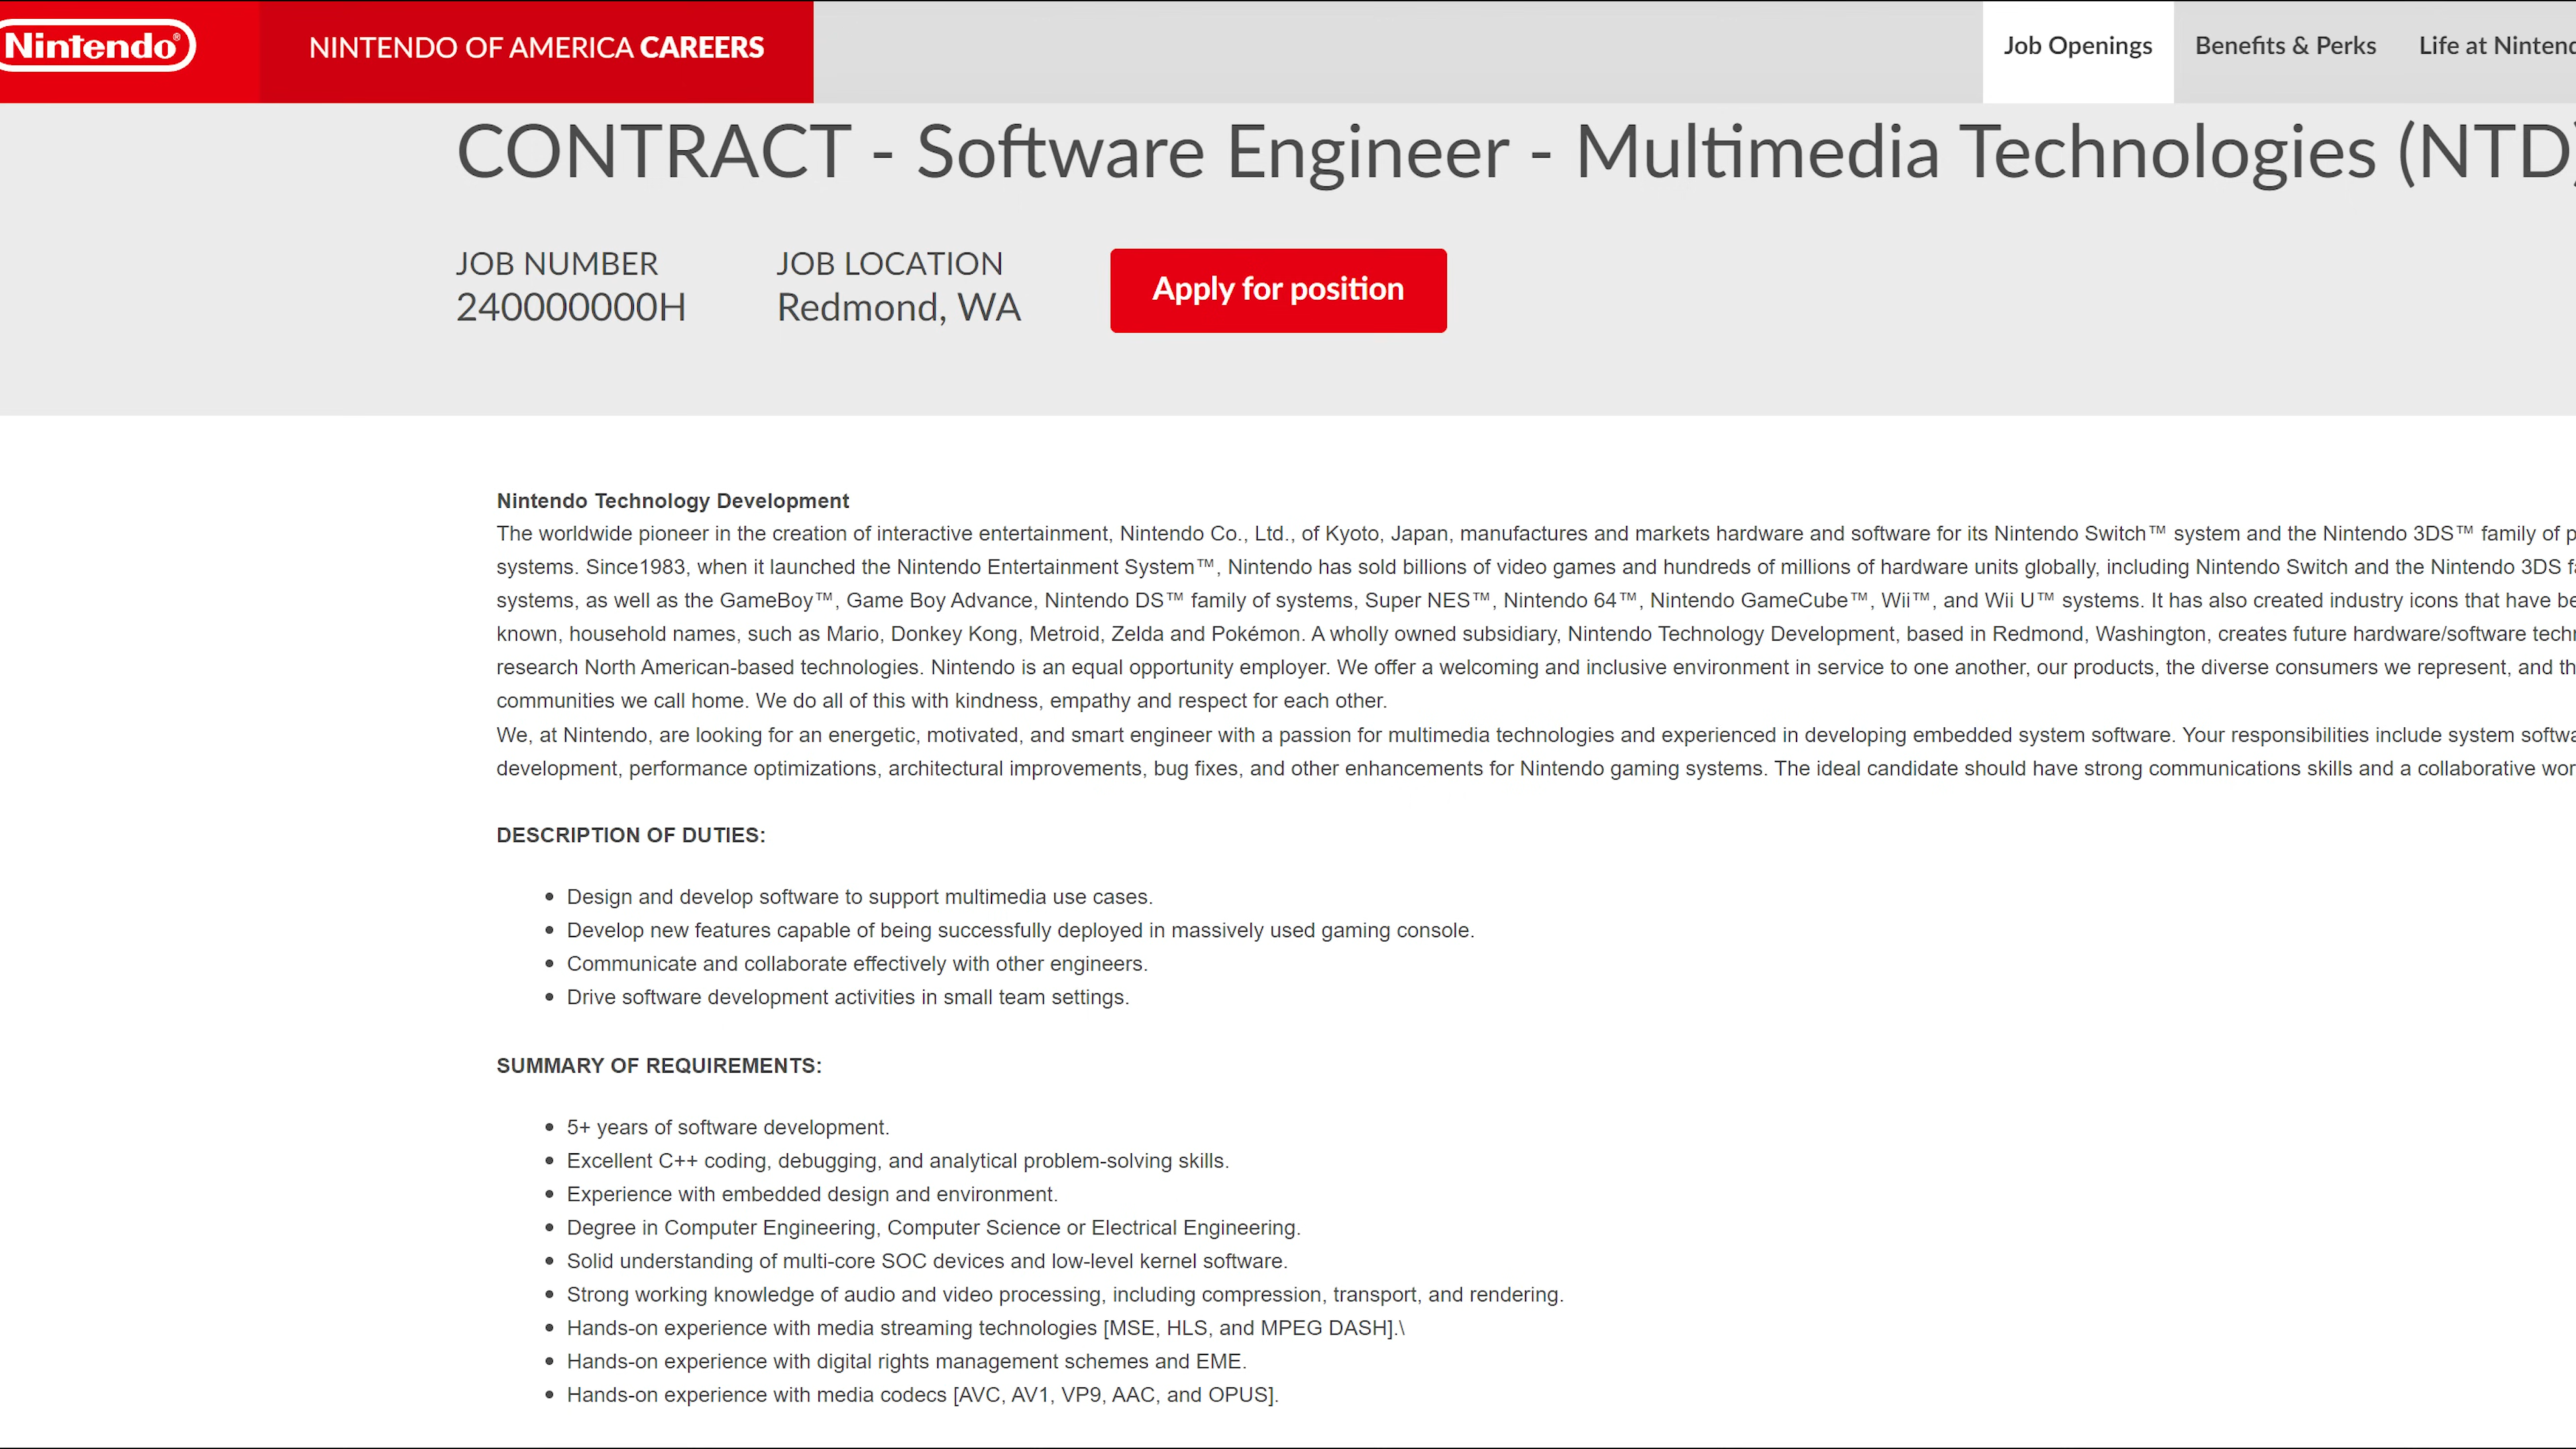 Nintendo®
NINTENDO OF AMERICA CAREERS
Job Openings
Benefits & Perks
Life at
CONTRACT - Software Engineer - Multimedia Technologies (NTD)
JOB NUMBER
240000000H
JOB LOCATION
Redmond, WA
Apply for position
Nintendo Technology Development
The worldwide pioneer in the creation of interactive entertainment, Nintendo Co., Ltd., of Kyoto, Japan, manufactures and markets hardware and software for its Nintendo Switch™ system and the Nintendo 3DS™ family of
systems. Since1983, when it launched the Nintendo Entertainment System™, Nintendo has sold billions of video games and hundreds of millions of hardware units globally, including Nintendo Switch and the Nintendo 3DS
systems, as well as the GameBoy™, Game Boy Advance, Nintendo DS™ family of systems, Super NES™, Nintendo 64™, Nintendo GameCube™, Wii™, and Wii U™ systems. It has also created industry icons that have
known, household names, such as Mario, Donkey Kong, Metroid, Zelda and Pokémon. A wholly owned subsidiary, Nintendo Technology Development, based in Redmond, Washington, creates future hardware/software
research North American-based technologies. Nintendo is an equal opportunity employer. We offer a welcoming and inclusive environment in service to one another, our products, the diverse consumers we represent, and
communities we call home. We do all of this with kindness, empathy and respect for each other.
We, at Nintendo, are looking for an energetic, motivated, and smart engineer with a passion for multimedia technologies and experienced in developing embedded system software. Your responsibilities include system
development, performance optimizations, architectural improvements, bug fixes, and other enhancements for Nintendo gaming systems. The ideal candidate should have strong communications skills and a collaborative
DESCRIPTION OF DUTIES:
• Design and develop software to support multimedia use cases.
• Develop new features capable of being successfully deployed in massively used gaming console.
• Communicate and collaborate effectively with other engineers.
• Drive software development activities in small team settings.
SUMMARY OF REQUIREMENTS:
• 5+ years of software development.
• Excellent C++ coding, debugging, and analytical problem-solving skills.
• Experience with embedded design and environment.
• Degree in Computer Engineering, Computer Science or Electrical Engineering.
• Solid understanding of multi-core SOC devices and low-level kernel software.
• Strong working knowledge of audio and video processing, including compression, transport, and rendering.
• Hands-on experience with media streaming technologies [MSE, HLS, and MPEG DASH].\
• Hands-on experience with digital rights management schemes and EME.
• Hands-on experience with media codecs [AVC, AV1, VP9, AAC, and OPUS].